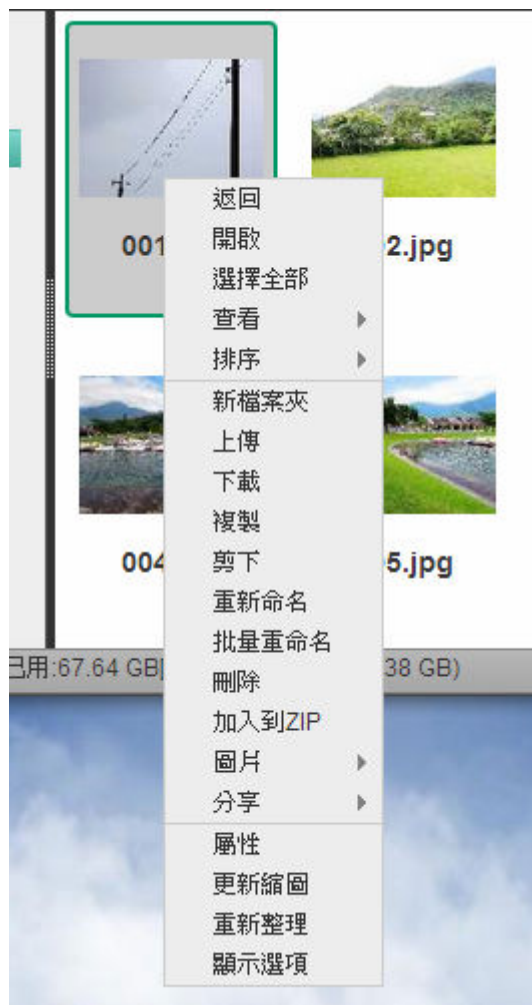 001
2.jpg
返回
開啟
選擇全部
查看
排序
新檔案夾
上傳
下載
複製
剪下
重新命名
批量重命名
刪除
加入到ZIP
圖片
分享
屬性
更新縮圖
重新整理
顯示選項
004
5.jpg
已用:67.64 GB
38 GB)